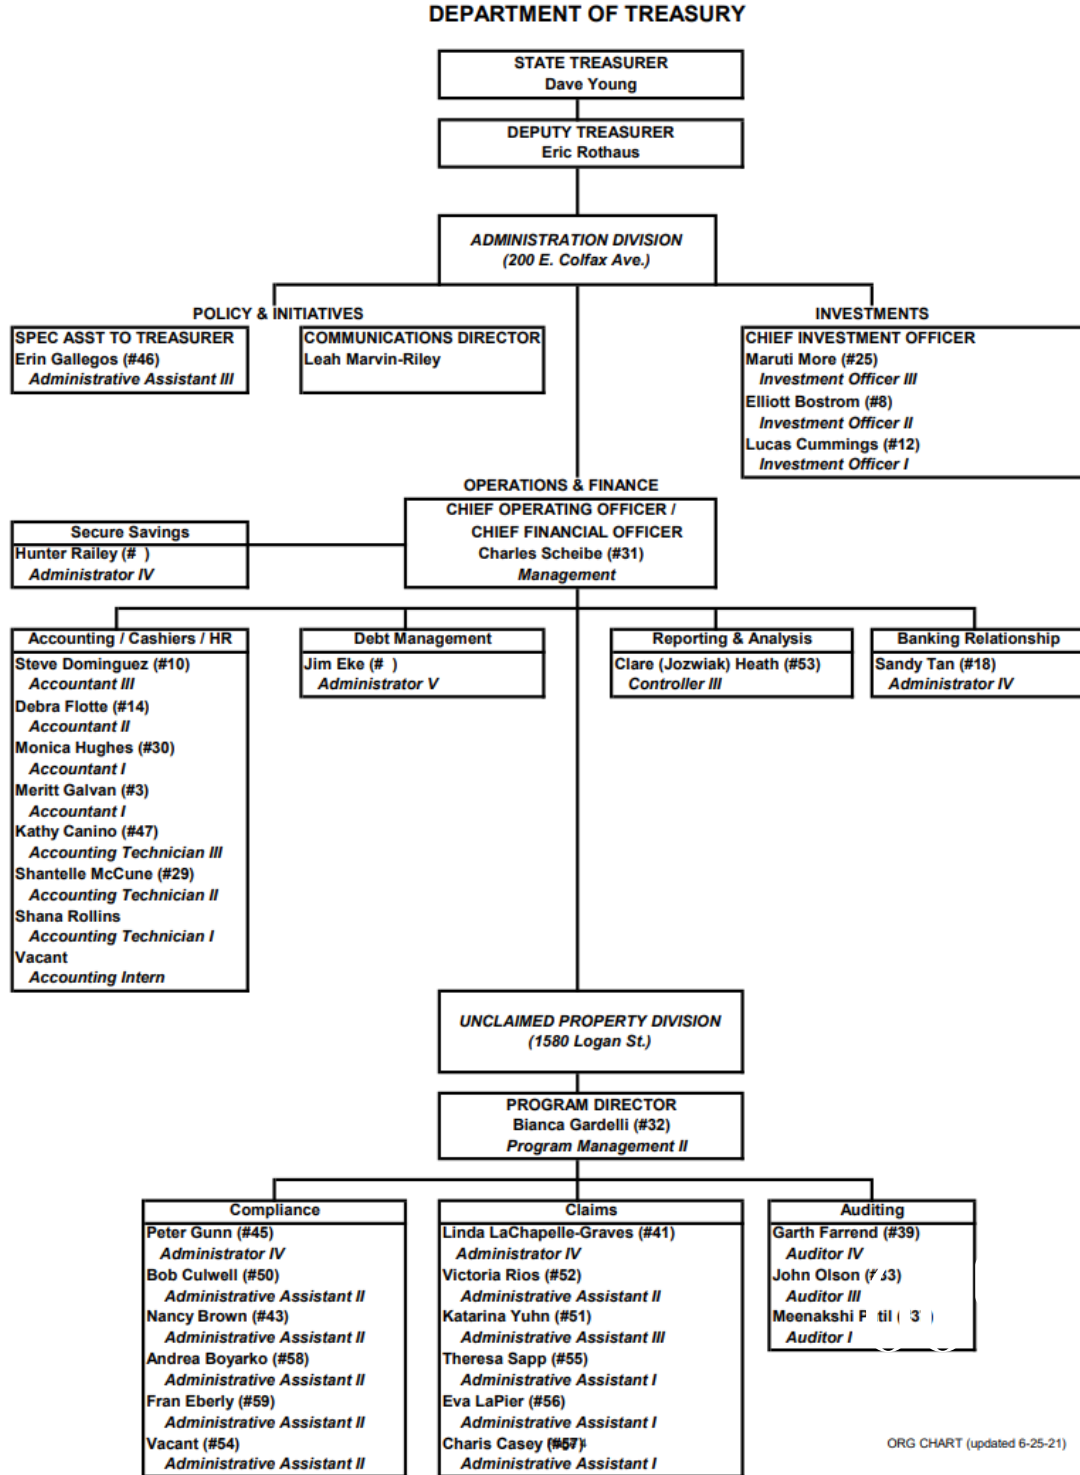 DEPARTMENT OF TREASURY
STATE TREASURER
Dave Young
DEPUTY TREASURER
Eric Rothaus
ADMINISTRATION DIVISION
(200 E. Colfax Ave.)
POLICY & INITIATIVES
SPEC ASST TO TREASURER
Erin Gallegos (#46)
Administrative Assistant III
COMMUNICATIONS DIRECTOR
Leah Marvin-Riley
INVESTMENTS
CHIEF INVESTMENT OFFICER
Maruti More (#25)
Investment Officer III
Elliott Bostrom (#8)
Investment Officer II
Lucas Cummings (#12)
Investment Officer I
OPERATIONS & FINANCE
CHIEF OPERATING OFFICER /
CHIEF FINANCIAL OFFICER
Charles Scheibe (#31)
Management
Secure Savings
Hunter Railey (# )
Administrator IV
Accounting / Cashiers / HR
Steve Dominguez (#10)
Accountant III
Debra Flotte (#14)
Accountant II
Monica Hughes (#30)
Accountant I
Meritt Galvan (#3)
Accountant I
Kathy Canino (#47)
Accounting Technician III
Shantelle McCune (#29)
Accounting Technician II
Shana Rollins
Accounting Technician I
Vacant
Accounting Intern
Debt Management
Jim Eke (# )
Administrator V
Reporting & Analysis
Clare (Jozwiak) Heath (#53)
Controller III
Banking Relationship
Sandy Tan (#18)
Administrator IV
UNCLAIMED PROPERTY DIVISION
(1580 Logan St.)
PROGRAM DIRECTOR
Bianca Gardelli (#32)
Program Management II
Compliance
Peter Gunn (#45)
Administrator IV
Bob Culwell (#50)
Administrative Assistant II
Nancy Brown (#43)
Administrative Assistant II
Andrea Boyarko (#58)
Administrative Assistant II
Fran Eberly (#59)
Administrative Assistant II
Vacant (#54)
Administrative Assistant II
Claims
Linda LaChapelle-Graves (#41)
Administrator IV
Victoria Rios (#52)
Administrative Assistant II
Katarina Yuhn (#51)
Administrative Assistant III
Theresa Sapp (#55)
Administrative Assistant I
Eva LaPier (#56)
Administrative Assistant I
Charis Casey (#57)
Administrative Assistant I
Auditing
Garth Farrend (#39)
Auditor IV
John Olson
Auditor III
Meenakshi
Auditor I
ORG CHART (updated 6-25-21)